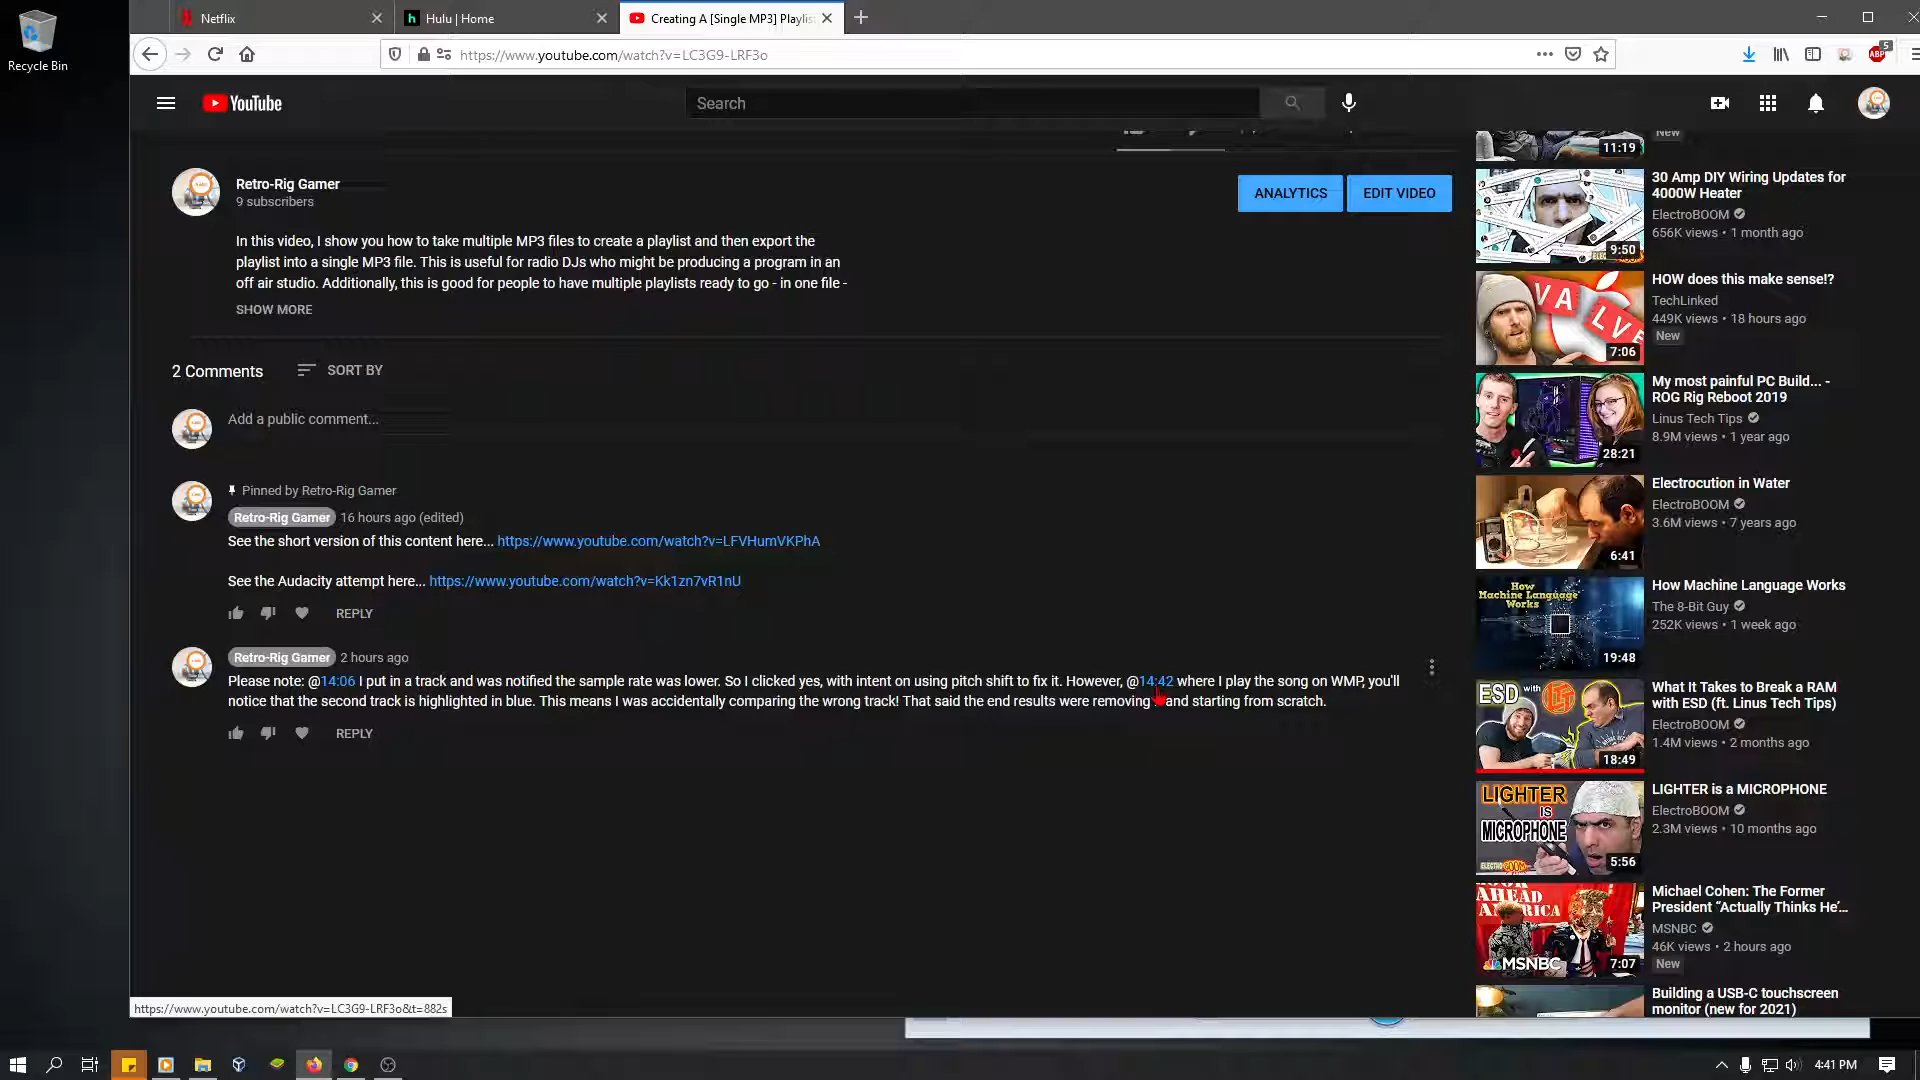 Recycle Bin
Netflix
Hulu | Home
Creating A [Single MP3] Playlis
https://www.youtube.com/watch?v=LC3G9-LRF3o
ABP
5
YouTube
Search
Retro-Rig Gamer
9 subscribers
ANALYTICS
EDIT VIDEO
In this video, I show you how to take multiple MP3 files to create a playlist and then export the
playlist into a single MP3 file. This is useful for radio DJs who might be producing a program in an
off air studio. Additionally, this is good for people to have multiple playlists ready to go - in one file -
SHOW MORE
2 Comments
SORT BY
Add a public comment...
Pinned by Retro-Rig Gamer
Retro-Rig Gamer 16 hours ago (edited)
See the short version of this content here... https://www.youtube.com/watch?v=LFVHumVKPhA
See the Audacity attempt here... https://www.youtube.com/watch?v=Kk1zn7vR1nU
REPLY
Retro-Rig Gamer 2 hours ago
Please note: @14:06 I put in a track and was notified the sample rate was lower. So I clicked yes, with intent on using pitch shift to fix it. However, @14:42 where I play the song on WMP, you'll
notice that the second track is highlighted in blue. This means I was accidentally comparing the wrong track! That said the end results were removing and starting from scratch.
REPLY
New
11:19
30 Amp DIY Wiring Updates for
4000W Heater
ElectroBOOM
656K views • 1 month ago
9:50
HOW does this make sense!?
TechLinked
449K views • 18 hours ago
New
VA LV
7:06
My most painful PC Build... -
ROG Rig Reboot 2019
Linus Tech Tips
8.9M views • 1 year ago
28:21
Electrocution in Water
ElectroBOOM
3.6M views • 7 years ago
6:41
How Machine Language Works
The 8-Bit Guy
252K views • 1 week ago
How
Machine Language
Works
19:48
What It Takes to Break a RAM
with ESD (ft. Linus Tech Tips)
ElectroBOOM
1.4M views • 2 months ago
ESD
18:49
LIGHTER is a MICROPHONE
ElectroBOOM
2.3M views • 10 months ago
LIGHTER
IS
MICROPHONE
5:56
Michael Cohen: The Former
President “Actually Thinks He’...
MSNBC
46K views • 2 hours ago
New
AHEAD
MSNBC
7:07
Building a USB-C touchscreen
monitor (new for 2021)
https://www.youtube.com/watch?v=LC3G9-LRF3o&t=882s
4:41 PM